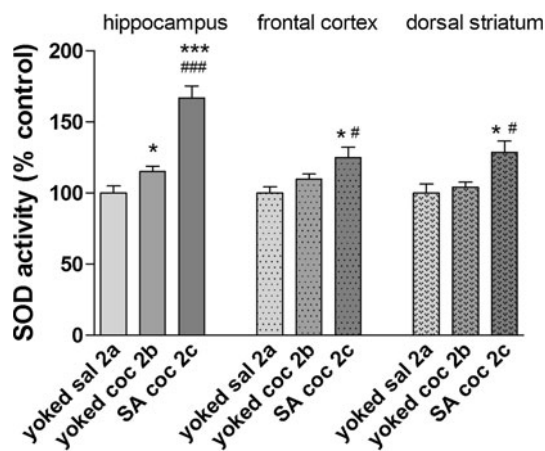 hippocampus frontal cortex dorsal striatum
SOD activity (% control)
200
150
100
50
0
***
###
*
* #
* #
yoked sal 2a
yoked coc 2b
SA coc 2c
yoked sal 2a
yoked coc 2b
SA coc 2c
yoked sal 2a
yoked coc 2b
SA coc 2c